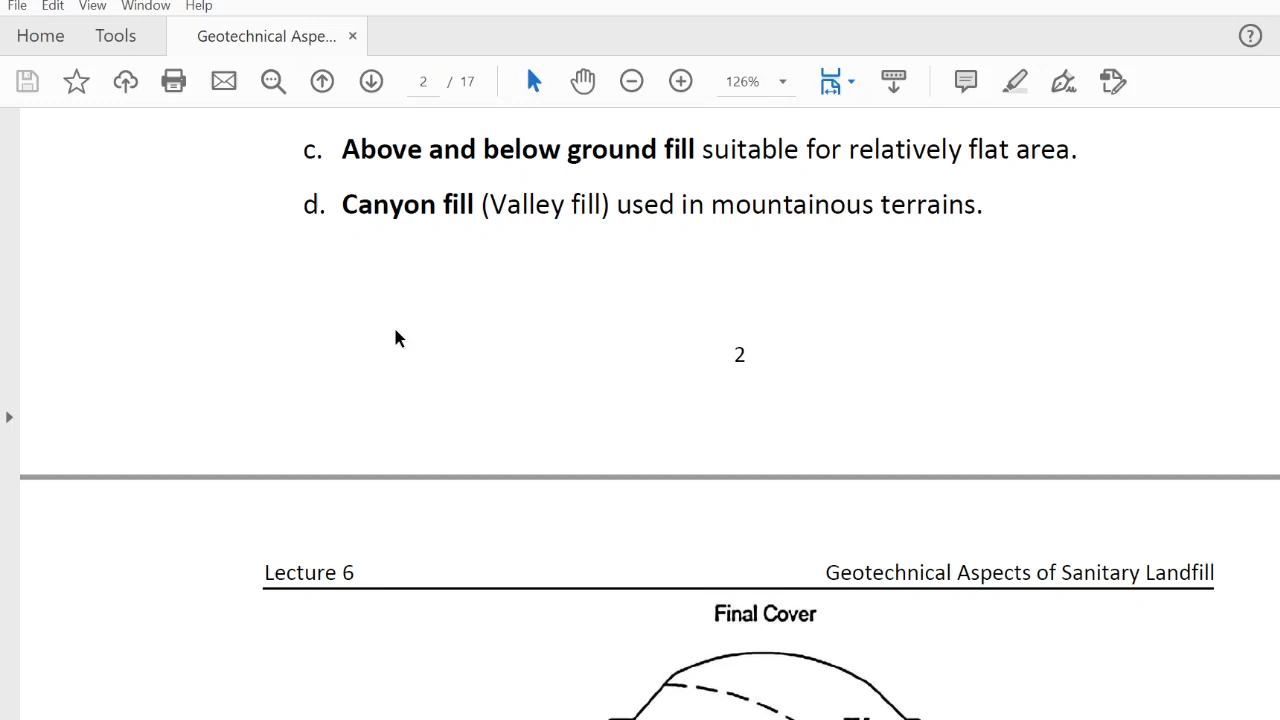 File Edit View Window Help
Home Tools Geotechnical Aspe... ×
2 / 17 126%
c. Above and below ground fill suitable for relatively flat area.
d. Canyon fill (Valley fill) used in mountainous terrains.
2
Lecture 6 Geotechnical Aspects of Sanitary Landfill
Final Cover